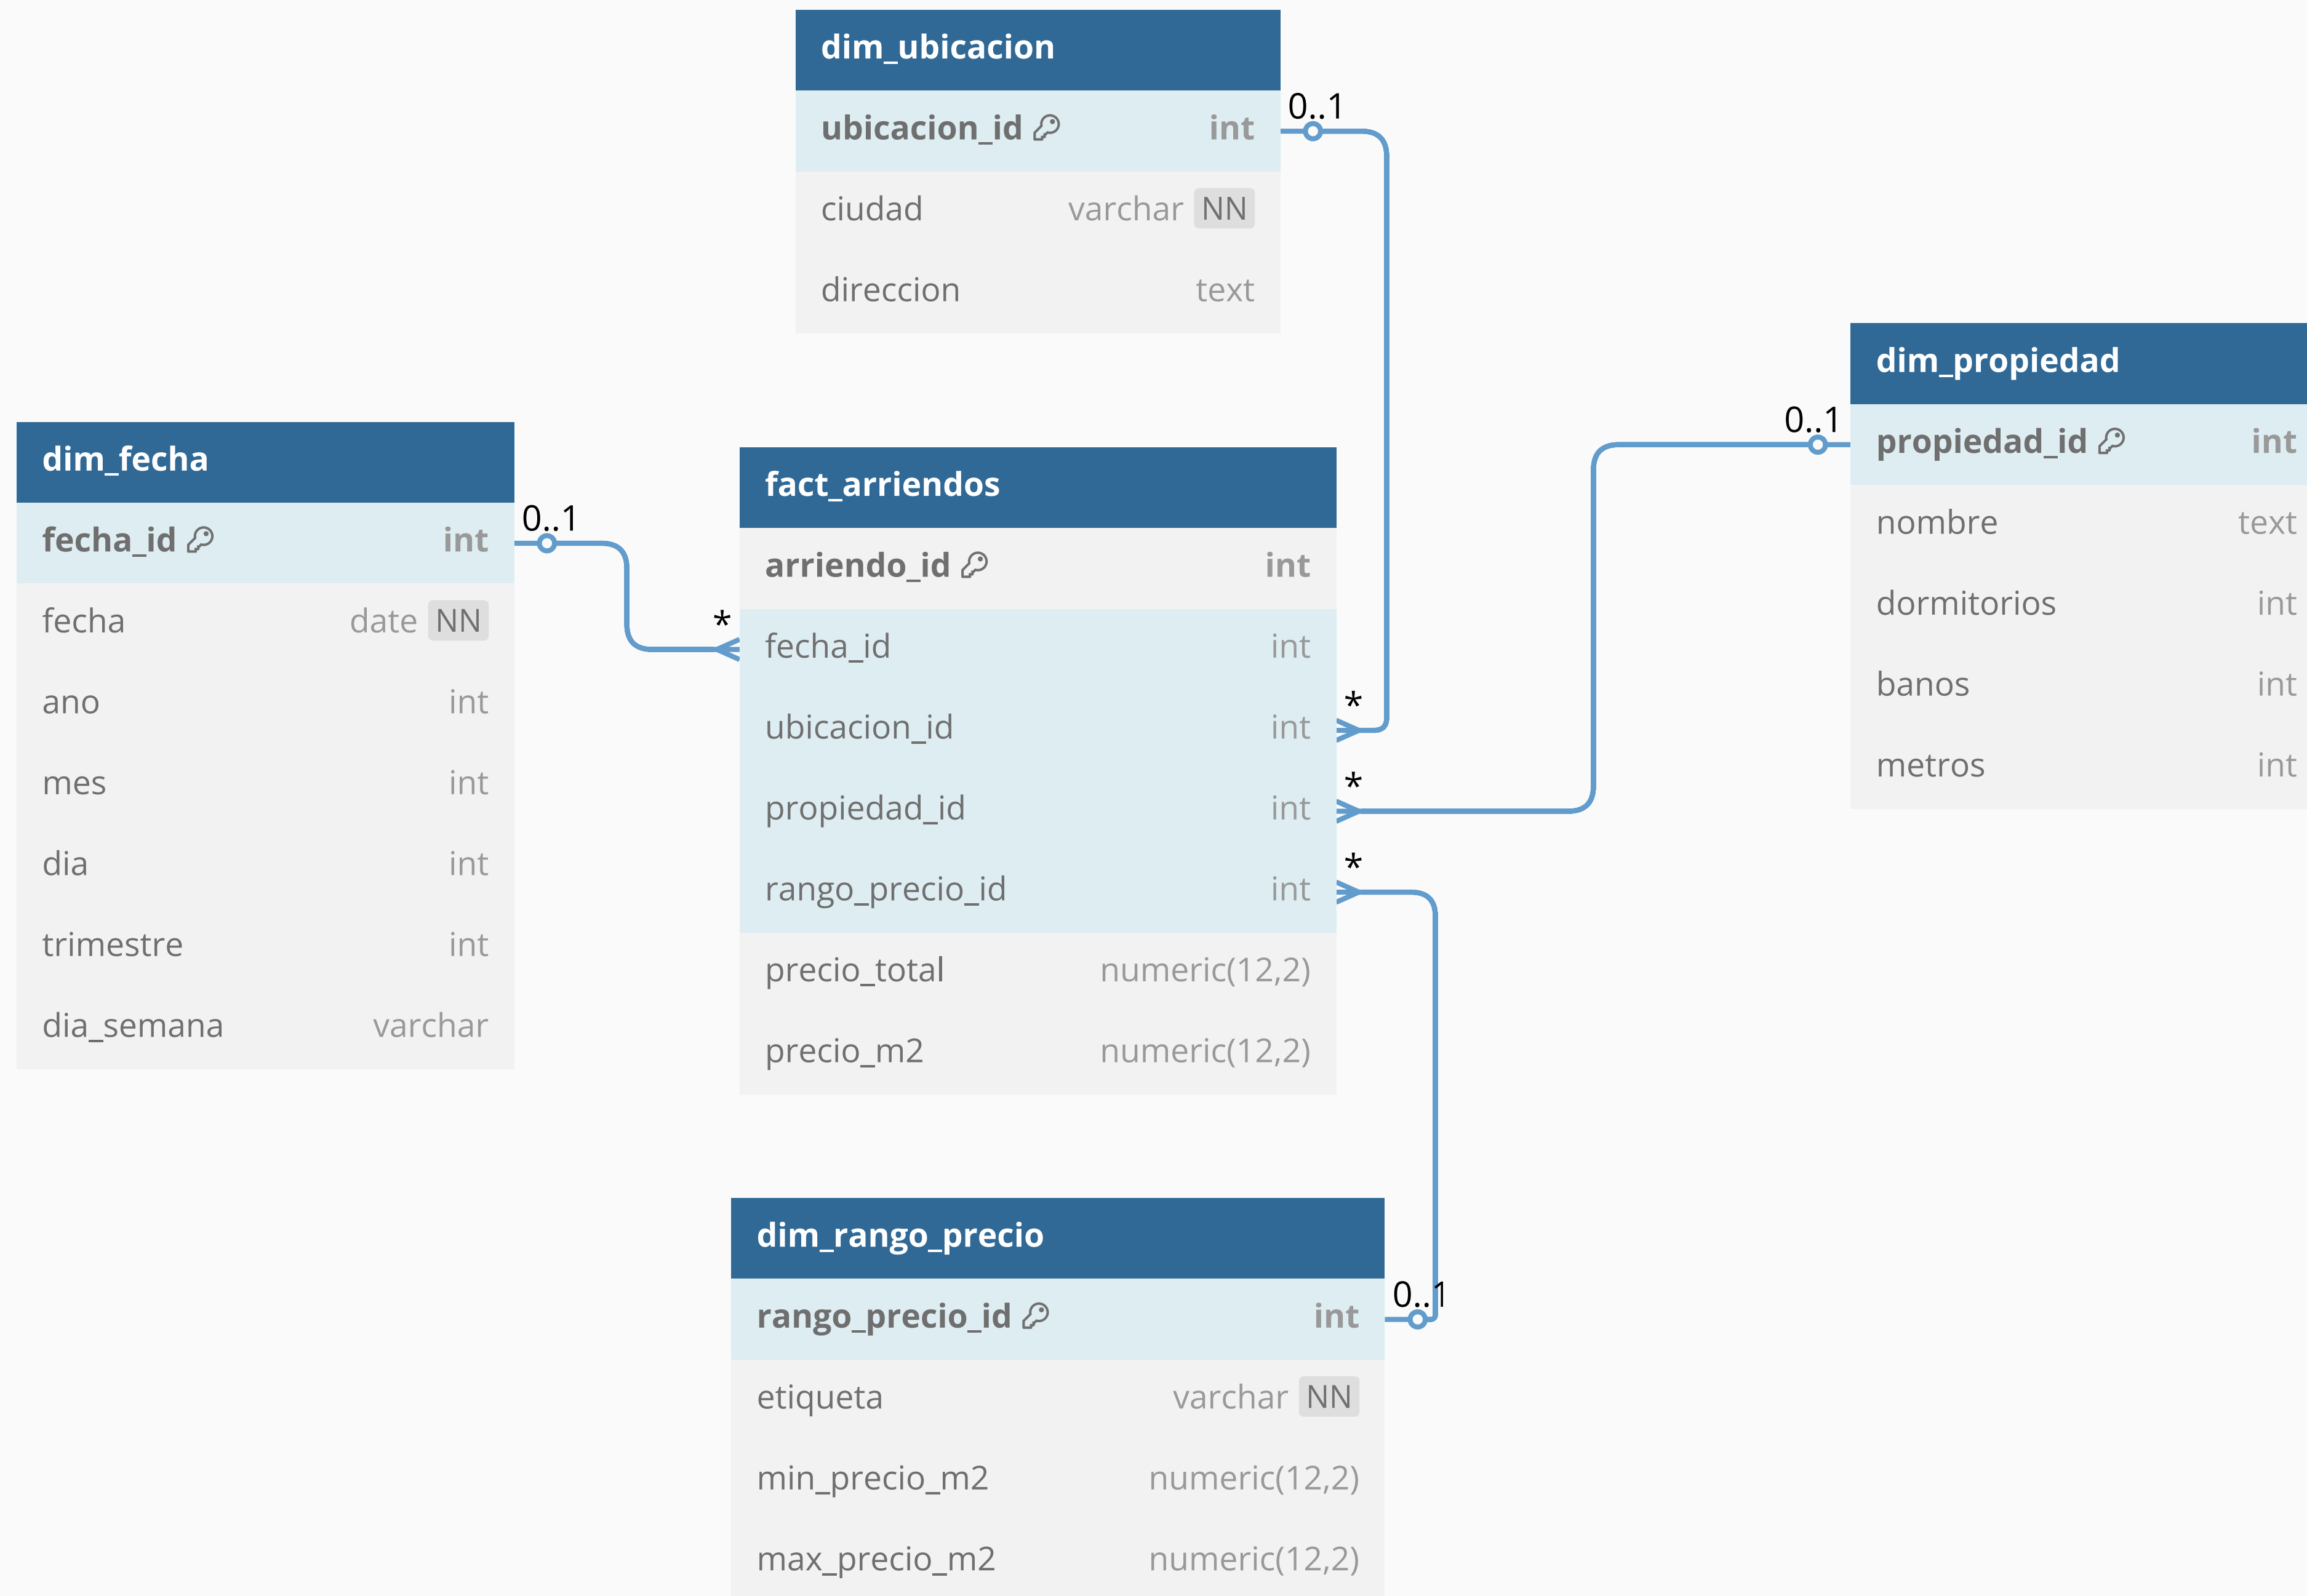 dim_ubicacion
ubicacion_id int
ciudad varchar NN
direccion text
0..1
dim_propiedad
propiedad_id int
nombre text
dormitorios int
banos int
metros int
0..1
dim_fecha
fecha_id int
fecha date NN
ano int
mes int
dia int
trimestre int
dia_semana varchar
0..1
*
fact_arriendos
arriendo_id int
fecha_id int
ubicacion_id int
propiedad_id int
rango_precio_id int
precio_total numeric(12,2)
precio_m2 numeric(12,2)
*
*
*
dim_rango_precio
rango_precio_id int
etiqueta varchar NN
min_precio_m2 numeric(12,2)
max_precio_m2 numeric(12,2)
0..1